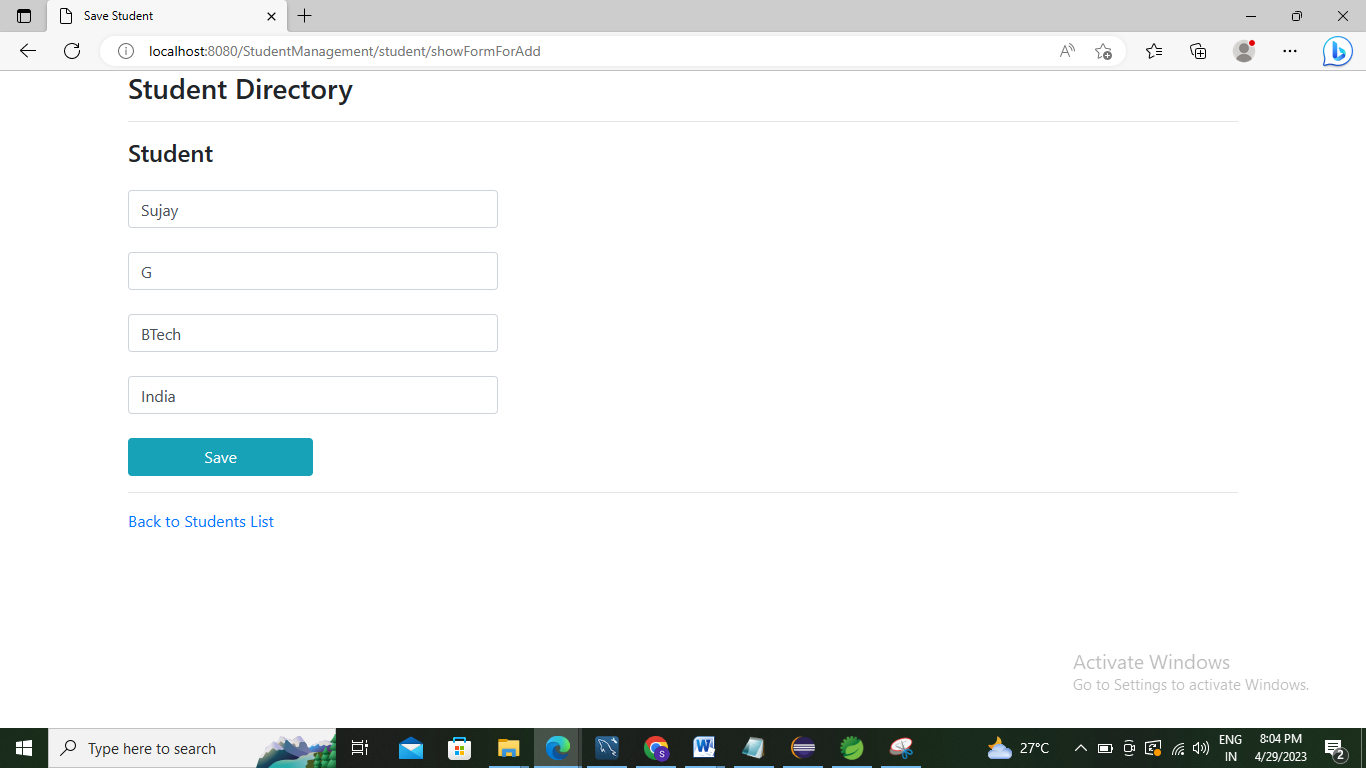 Save Student
localhost:8080/StudentManagement/student/showFormForAdd
Student Directory
Student
Sujay
G
BTech
India
Save
Back to Students List
Activate Windows
Go to Settings to activate Windows.
Type here to search
S
W
27°C
ENG
IN
8:04 PM
4/29/2023
2